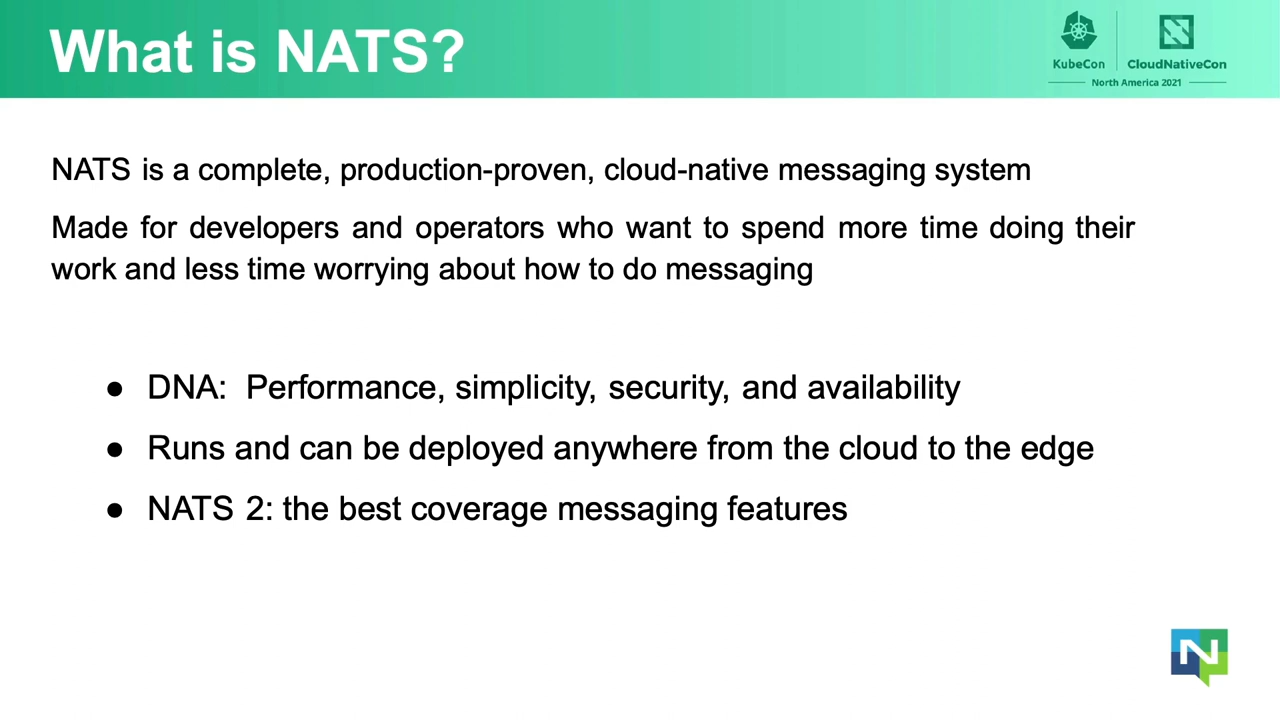 What is NATS?
KubeCon
CloudNativeCon
North America 2021
NATS is a complete, production-proven, cloud-native messaging system
Made for developers and operators who want to spend more time doing their
work and less time worrying about how to do messaging
● DNA:  Performance, simplicity, security, and availability
● Runs and can be deployed anywhere from the cloud to the edge
● NATS 2: the best coverage messaging features
N